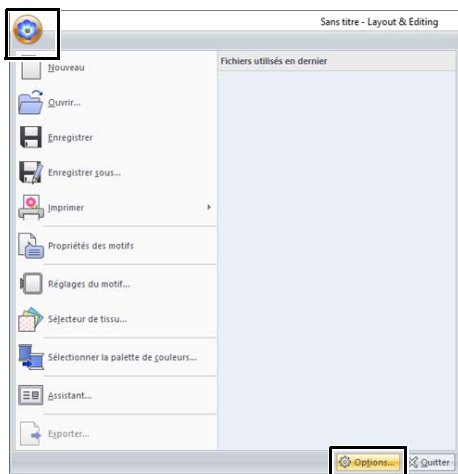 Sans titre - Layout & Editing
Nouveau
Fichiers utilisés en dernier
Ouvrir...
Enregistrer
Enregistrer sous...
Imprimer
Propriétés des motifs
Réglages du motif...
Sélecteur de tissu...
Sélectionner la palette de couleurs...
Assistant...
Exporter...
Options...
Quitter